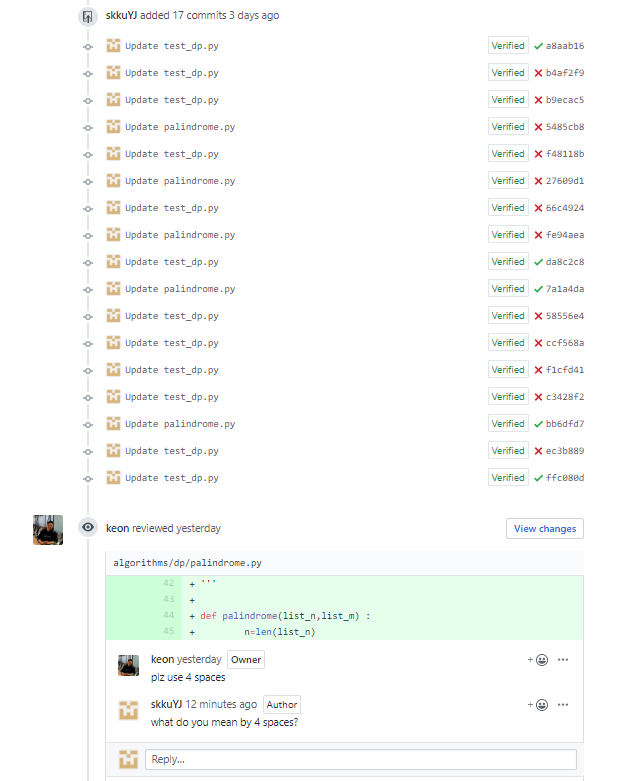 skkuYJ added 17 commits 3 days ago
Update test_dp.py Verified a8aab16
Update test_dp.py Verified b4af2f9
Update test_dp.py Verified b9ecac5
Update palindrome.py Verified 5485cb8
Update test_dp.py Verified f48118b
Update palindrome.py Verified 27609d1
Update test_dp.py Verified 66c4924
Update palindrome.py Verified fe94aea
Update test_dp.py Verified da8c2c8
Update palindrome.py Verified 7a1a4da
Update test_dp.py Verified 58556e4
Update test_dp.py Verified ccf568a
Update test_dp.py Verified f1cfd41
Update test_dp.py Verified c3428f2
Update palindrome.py Verified bb6dfd7
Update test_dp.py Verified ec3b889
Update test_dp.py Verified ffc080d
keon reviewed yesterday View changes
algorithms/dp/palindrome.py
42 + '''
43 +
44 + def palindrome(list_n,list_m) :
45 + n=len(list_n)
keon yesterday Owner
plz use 4 spaces
skkuYJ 12 minutes ago Author
what do you mean by 4 spaces?
Reply...